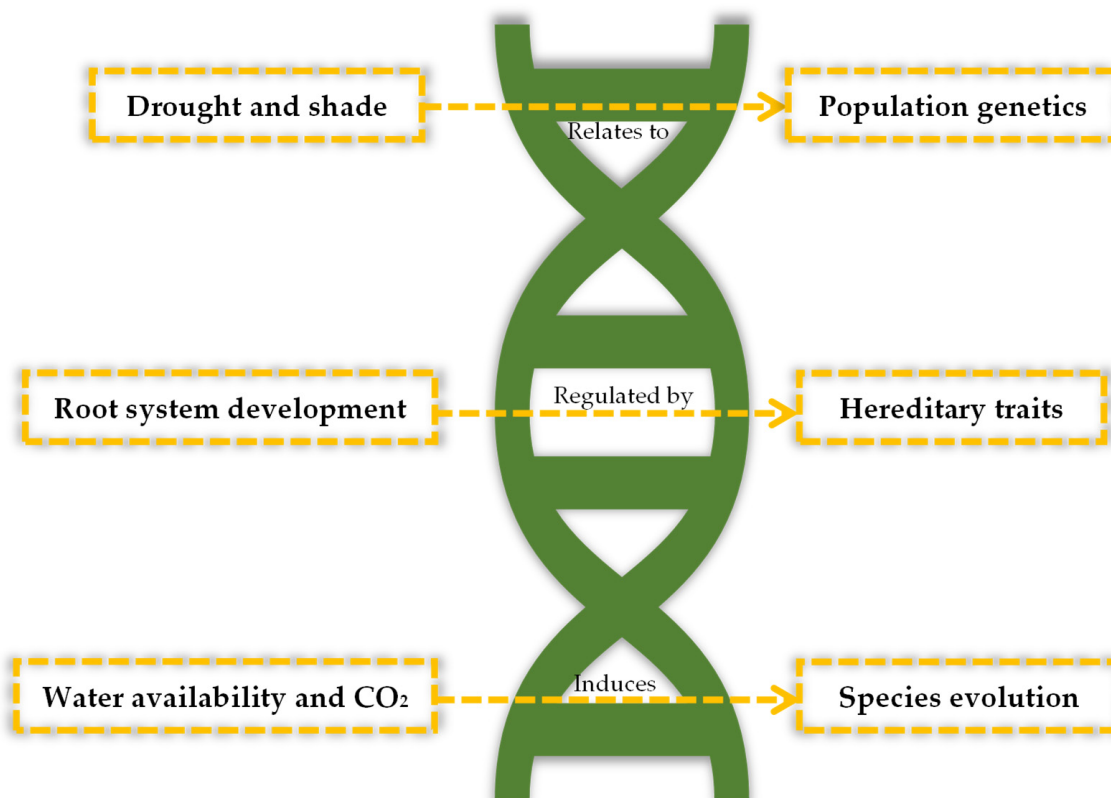 Drought and shade
Relates to
Population genetics
Root system development
Regulated by
Hereditary traits
Water availability and CO₂
Induces
Species evolution